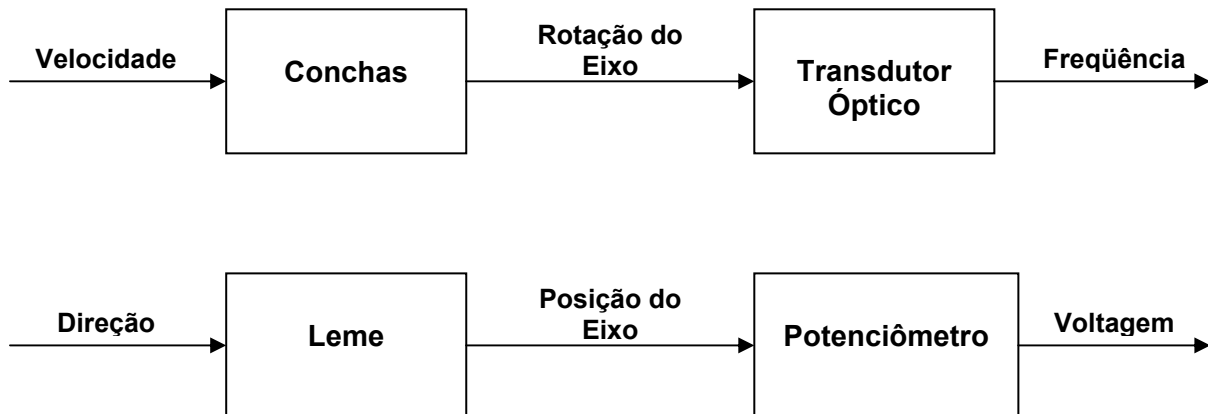 Velocidade
Conchas
Rotação do
Eixo
Transdutor
Óptico
Freqüência
Direção
Leme
Posição do
Eixo
Potenciômetro
Voltagem